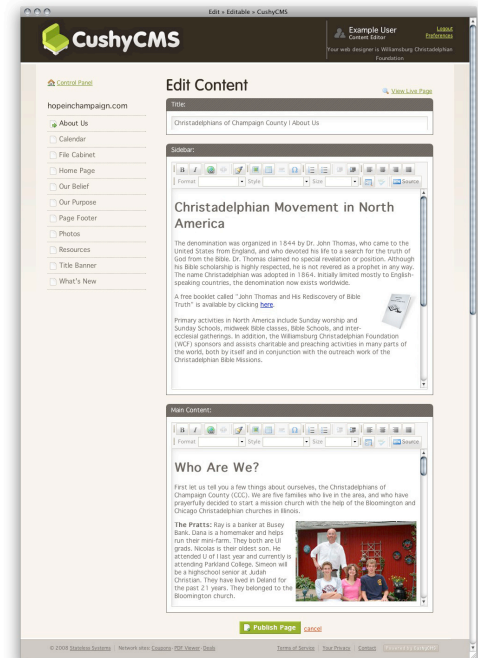 Edit » Editable » CushyCMS
CushyCMS
Example User
Content Editor
Logout
Preferences
Your web designer is Williamsburg Christadelphian
Foundation
Control Panel
hopeinchampaign.com
About Us
Calendar
File Cabinet
Home Page
Our Belief
Our Purpose
Page Footer
Photos
Resources
Title Banner
What's New
Edit Content
View Live Page
Title:
Christadelphians of Champaign County | About Us
Sidebar:
B I
Format Style Size Source
Christadelphian Movement in North
America
The denomination was organized in 1844 by Dr. John Thomas, who came to the
United States from England, and who devoted his life to a search for the truth of
God from the Bible. Dr. Thomas claimed no special revelation or position. Although
his Bible scholarship is highly respected, he is not revered as a prophet in any way.
The name Christadelphian was adopted in 1864. Initially limited mostly to English-
speaking countries, the denomination now exists worldwide.
A free booklet called "John Thomas and His Rediscovery of Bible
Truth" is available by clicking here.
Primary activities in North America include Sunday worship and
Sunday Schools, midweek Bible classes, Bible Schools, and inter-
ecclesial gatherings. In addition, the Williamsburg Christadelphian Foundation
(WCF) sponsors and assists charitable and preaching activities in many parts of
the world, both by itself and in conjunction with the outreach work of the
Christadelphian Bible Missions.
Main Content:
B I
Format Style Size Source
Who Are We?
First let us tell you a few things about ourselves, the Christadelphians of
Champaign County (CCC). We are five families who live in the area, and who have
prayerfully decided to start a mission church with the help of the Bloomington and
Chicago Christadelphian churches in Illinois.
The Pratts: Ray is a banker at Busey
Bank. Dana is a homemaker and helps
run their mini-farm. They both are UI
grads. Nicolas is their oldest son. He
attended U of I last year and currently is
attending Parkland College. Simeon will
be a highschool senior at Judah
Christian. They have lived in Deland for
the past 21 years. They belonged to the
Bloomington church.
Publish Page cancel
© 2008 Stateless Systems | Network sites: Coupons· PDF Viewer· Deals
Terms of Service | Your Privacy | Contact Powered by CushyCMS